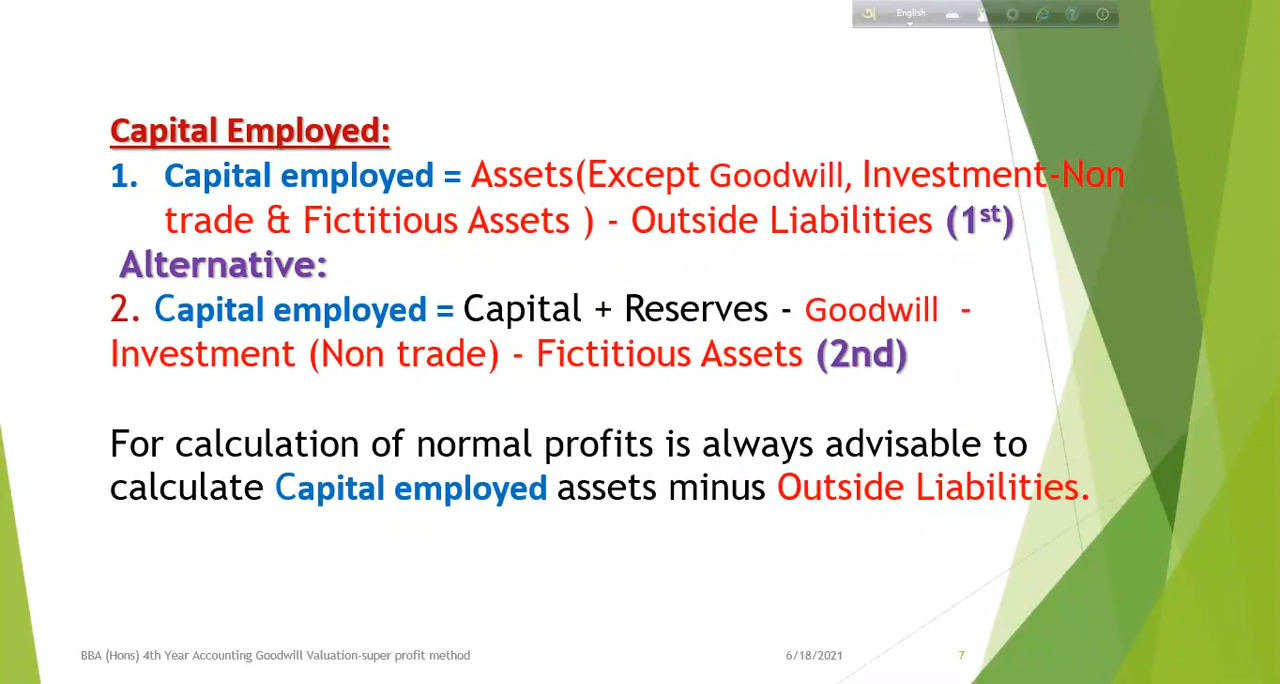 English
Capital Employed:
1. Capital employed = Assets(Except Goodwill, Investment-Non
trade & Fictitious Assets ) - Outside Liabilities (1st)
Alternative:
2. Capital employed = Capital + Reserves - Goodwill -
Investment (Non trade) - Fictitious Assets (2nd)
For calculation of normal profits is always advisable to
calculate Capital employed assets minus Outside Liabilities.
BBA (Hons) 4th Year Accounting Goodwill Valuation-super profit method 6/18/2021 7